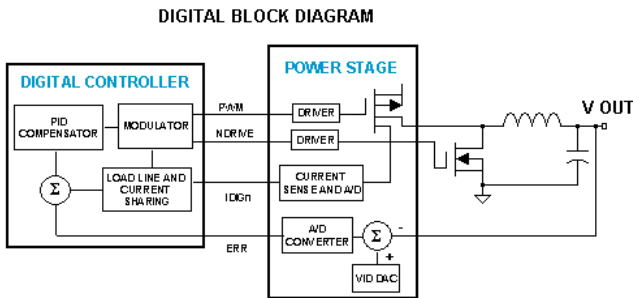 DIGITAL BLOCK DIAGRAM
DIGITAL CONTROLLER
PID
COMPENSATOR
MODULATOR
Σ
LOAD LINE AND
CURRENT
SHARING
PWM
NDRIVE
IDIGn
ERR
POWER STAGE
DRIVER
DRIVER
CURRENT
SENSE AND A/D
A/D
CONVERTER
Σ
-
+
VID DAC
V OUT